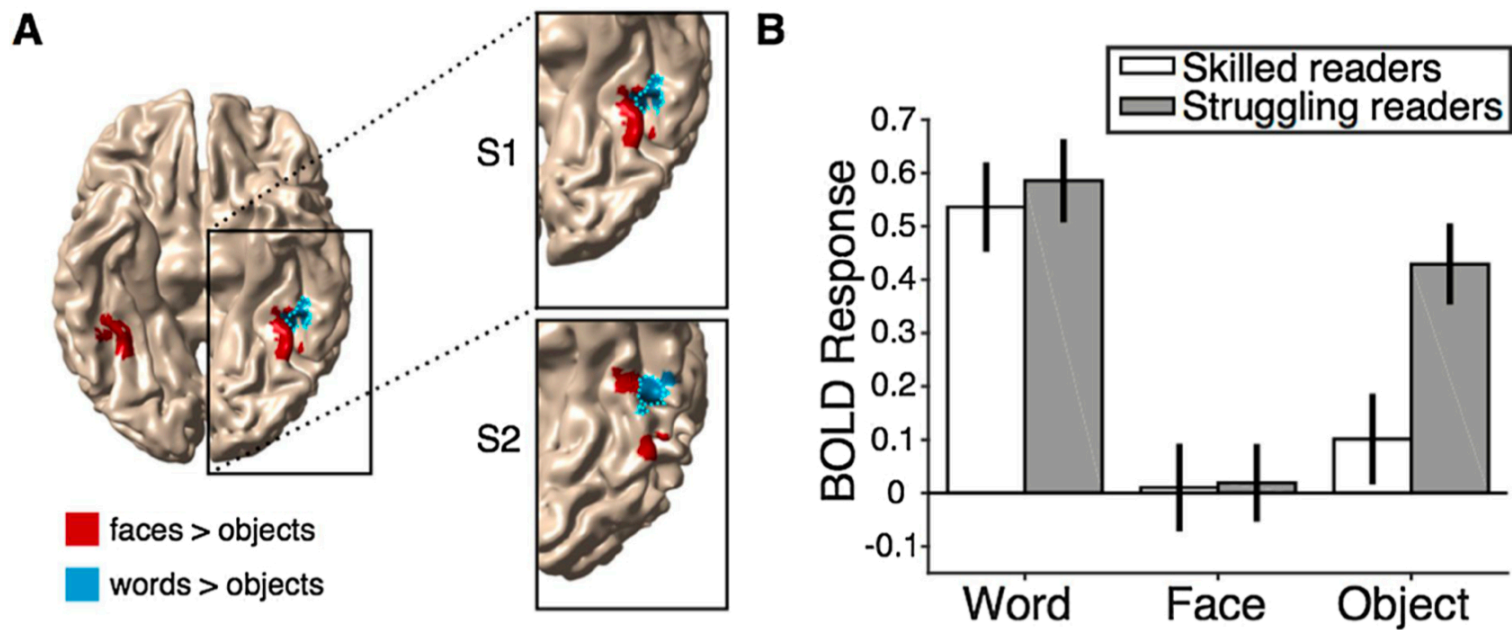 A
S1
S2
faces > objects
words > objects
B
Skilled readers
Struggling readers
BOLD Response
0.7
0.6
0.5
0.4
0.3
0.2
0.1
0
-0.1
Word Face Object